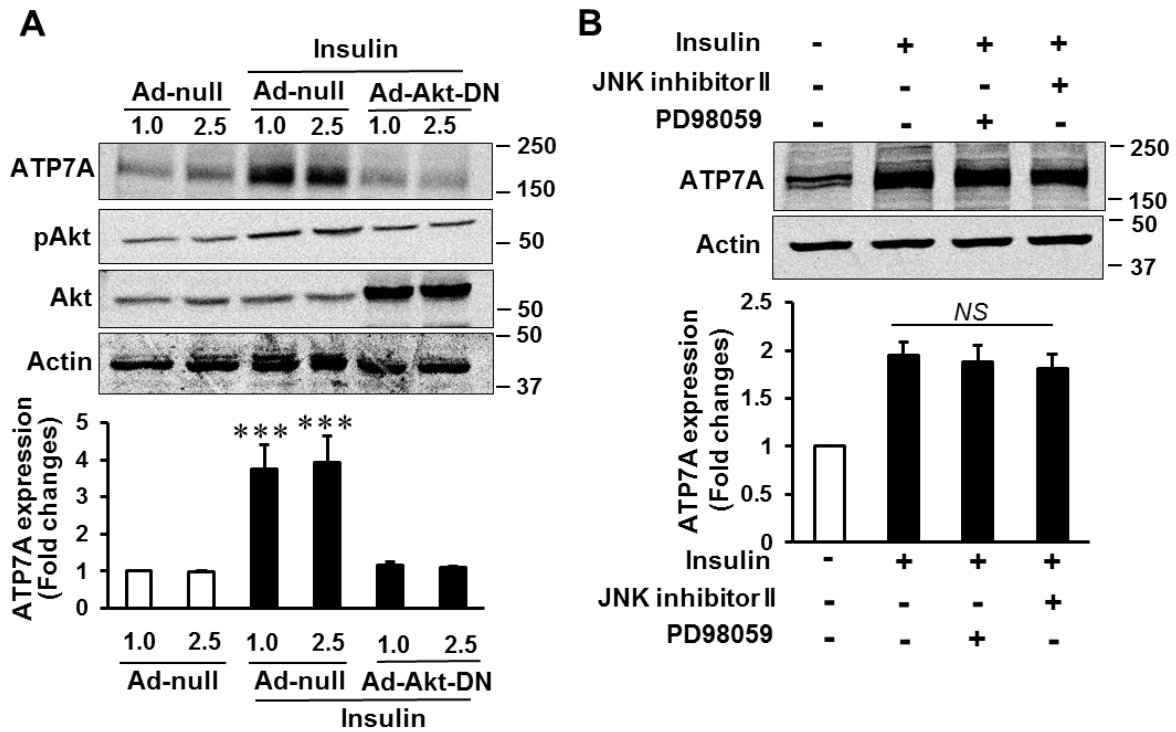 A
Insulin
Ad-null Ad-null Ad-Akt-DN
1.0 2.5 1.0 2.5 1.0 2.5
ATP7A
250
150
pAkt
50
Akt
50
Actin
50
37
ATP7A expression
(Fold changes)
5
4
3
2
1
0
*** ***
1.0 2.5 1.0 2.5 1.0 2.5
Ad-null Ad-null Ad-Akt-DN
Insulin
B
Insulin - + + +
JNK inhibitor II - - - +
PD98059 - - + -
ATP7A
250
150
Actin
50
37
ATP7A expression
(Fold changes)
2.5
2
1.5
1
0.5
0
NS
Insulin - + + +
JNK inhibitor II - - - +
PD98059 - - + -